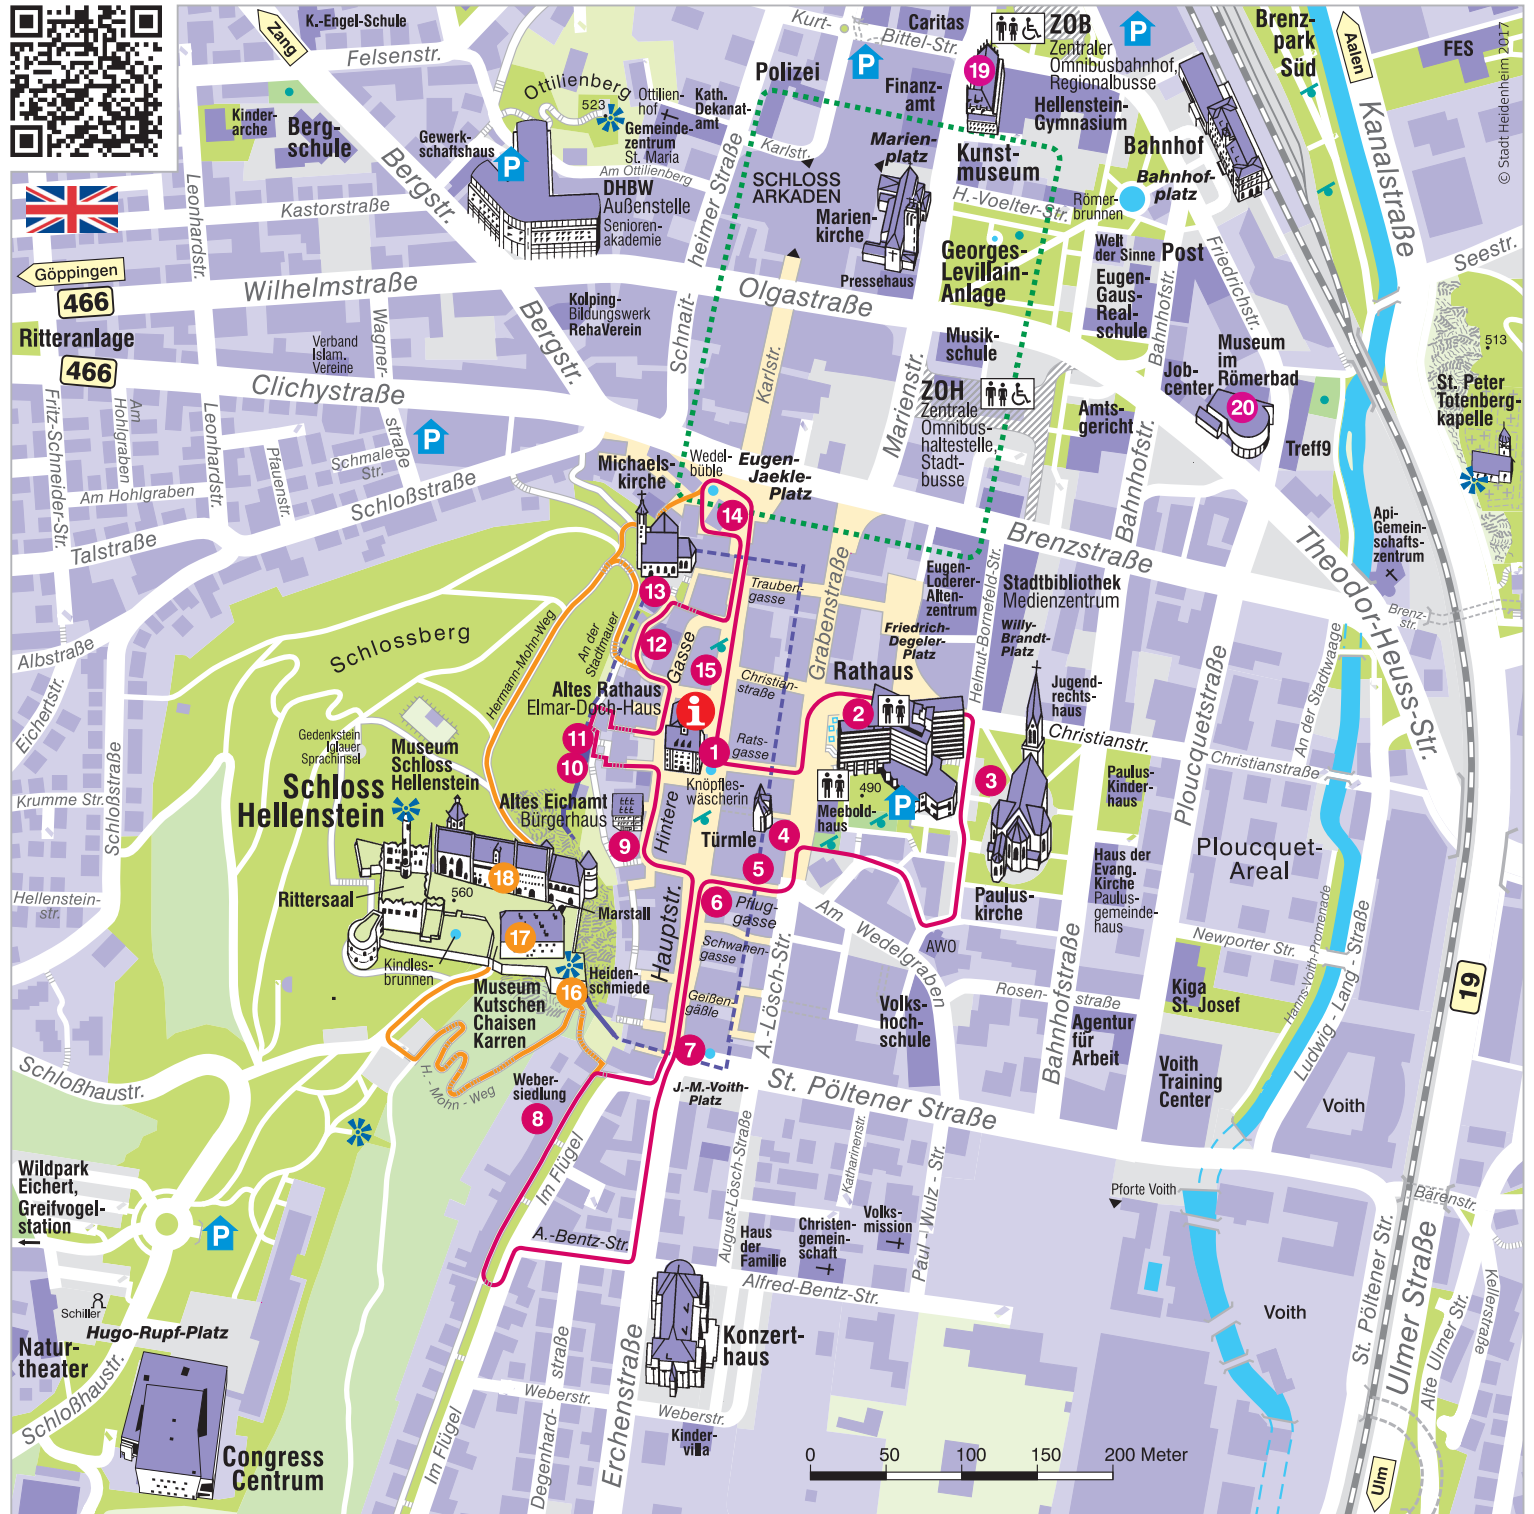 K.-Engel-Schule
Zang
Felsenstr.
Kinder-
arche
Berg-
schule
Gewerk-
schaftshaus
P
Bergstr.
Leonhardstr.
Kastorstraße
Göppingen
466
Wilhelmstraße
Ritteranlage
466
Verband
Islam.
Vereine
Wagner-
straße
Clichystraße
Fritz-Schneider-Str.
Am
Hohlgraben
Leonhardstr.
Pfauenstr.
Schmale
Str.
P
Am Hohlgraben
Schloßstraße
Talstraße
Ottilienberg
523
Ottilien-
hof
Kath.
Dekanat-
amt
Gemeinde-
zentrum
St. Maria
Am Ottilienberg
DHBW
Außenstelle
Senioren-
akademie
Kolping-
Bildungswerk
RehaVerein
Bergstr.
Schnait-
heimer Straße
Kurt-
Bittel-Str.
Caritas
Polizei
P
Finanz-
amt
Karlstr.
SCHLOSS
ARKADEN
Marien-
platz
Marien-
kirche
Pressehaus
Olgastraße
Karlstr.
19
ZOB
Zentraler
Omnibusbahnhof,
Regionalbusse
P
Hellenstein-
Gymnasium
Kunst-
museum
Bahnhof
Bahnhof-
platz
Römer-
brunnen
H.-Voelter-Str.
Georges-
Levillain-
Anlage
Welt
der Sinne
Post
Eugen-
Gaus-
Real-
schule
Bahnhofstr.
Friedrichstr.
Brenz-
park
Süd
Aalen
FES
© Stadt Heidenheim 2017
Kanalstraße
Seestr.
513
St. Peter
Totenberg-
kapelle
Musik-
schule
Marienstr.
ZOH
Zentrale
Omnibus-
haltestelle,
Stadt-
busse
Amts-
gericht
Job-
center
Museum
im
Römerbad
20
Treff9
Bahnhofstr.
Api-
Gemein-
schafts-
zentrum
Brenz-
str.
Theodor-Heuss-Str.
Brenzstraße
Michaels-
kirche
Wedel-
büble
Eugen-
Jaekle-
Platz
14
13
12
15
Trauben-
gasse
Grabenstraße
Eugen-
Loderer-
Alten-
zentrum
Helmut-Bornefeld-Str.
Stadtbibliothek
Medienzentrum
Friedrich-
Degeler-
Platz
Willy-
Brandt-
Platz
Rathaus
2
Jugend-
rechts-
haus
Christianstr.
Christianstraße
Ploucquetstraße
An der Stadtwaage
Albstraße
Eichertstr.
Schlossberg
Hermann-Mohn-Weg
An der
Stadtmauer
Gasse
Hintere
Christian-
straße
Altes Rathaus
Elmar-Doch-Haus
i
1
Rats-
gasse
11
10
Knöpfles-
wäscherin
Gedenkstein
Iglauer
Sprachinsel
Museum
Schloss
Hellenstein
Schloss
Hellenstein
Altes Eichamt
Bürgerhaus
9
Türmle
4
5
6
Meebold-
haus
490
P
3
Paulus-
Kinder-
haus
Ploucquet-
Areal
Krumme Str.
Schloßstraße
Hellenstein-
str.
Rittersaal
18
560
17
Marstall
Kindles-
brunnen
Heiden-
schmiede
16
Museum
Kutschen
Chaisen
Karren
Hauptstr.
Pflug-
gasse
Schwanen-
gasse
Geißen-
gäßle
A.-Lösch-Str.
Am
Wedelgraben
AWO
Paulus-
kirche
Haus der
Evang.
Kirche
Paulus-
gemeinde-
haus
Newporter Str.
Hanns-Voith-Promenade
Ludwig - Lang - Straße
19
Volks-
hoch-
schule
Rosen-
straße
Bahnhofstraße
Agentur
für
Arbeit
Kiga
St. Josef
Voith
Training
Center
Voith
Schloßhaustr.
H. - Mohn - Weg
Weber-
siedlung
8
7
J.-M.-Voith-
Platz
St. Pöltener Straße
Im Flügel
A.-Bentz-Str.
August-Lösch-Straße
Katharinenstr.
Paul - Wulz - Str.
Haus
der
Familie
Christen-
gemein-
schaft
Volks-
mission
Alfred-Bentz-Str.
Pforte Voith
Bärenstr.
Voith
St. Pöltener Str.
Ulmer Straße
Alte Ulmer Str.
Kellerstraße
Ulm
Wildpark
Eichert,
Greifvogel-
station
P
Schiller
Hugo-Rupf-Platz
Natur-
theater
Schloßhaustr.
Congress
Centrum
Im Flügel
Degenhard-
straße
Weberstr.
Erchenstraße
Weberstr.
Konzert-
haus
Kinder-
villa
0 50 100 150 200 Meter